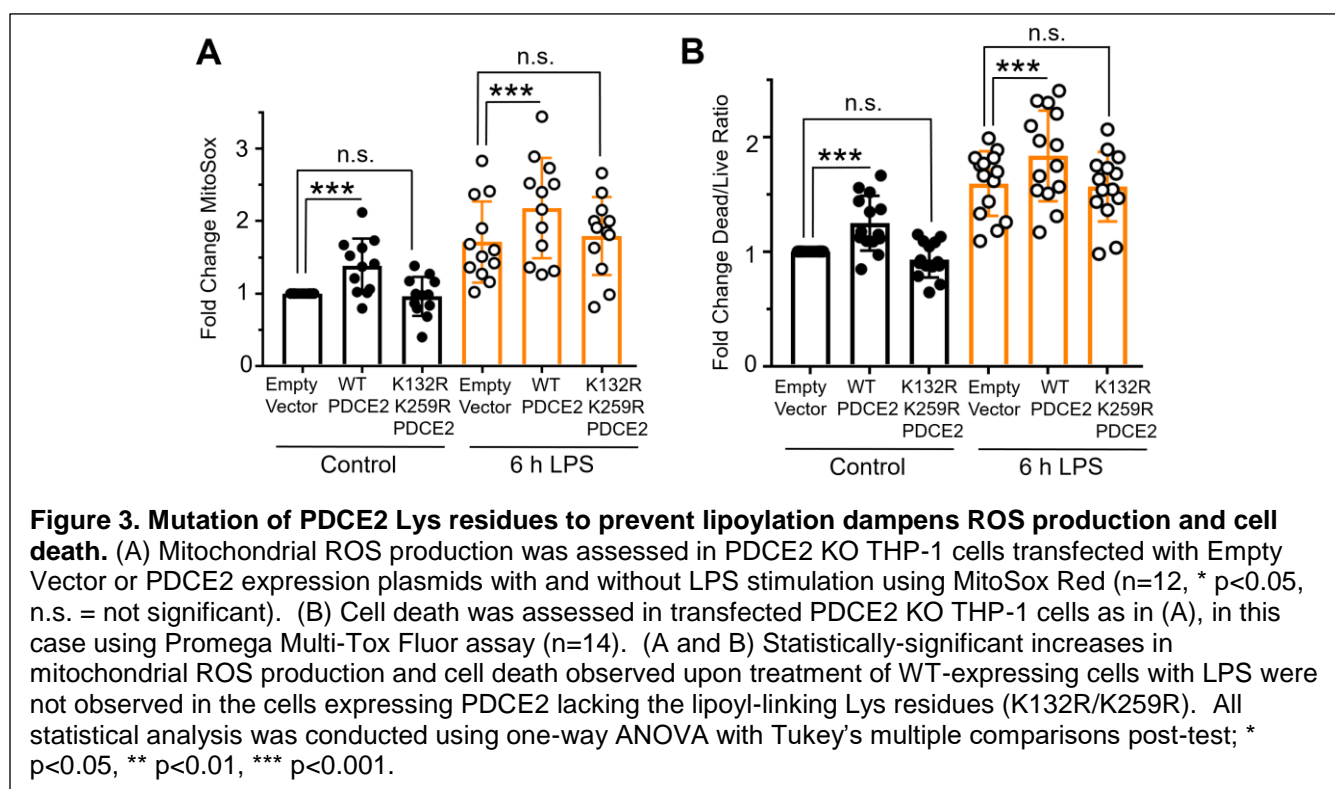 A
n.s.
***
n.s.
***
Fold Change MitoSox
3
2
1
0
Empty Vector
WT PDCE2
K132R K259R PDCE2
Empty Vector
WT PDCE2
K132R K259R PDCE2
Control
6 h LPS
B
n.s.
***
n.s.
***
Fold Change Dead/Live Ratio
2
1
0
Empty Vector
WT PDCE2
K132R K259R PDCE2
Empty Vector
WT PDCE2
K132R K259R PDCE2
Control
6 h LPS
Figure 3. Mutation of PDCE2 Lys residues to prevent lipoylation dampens ROS production and cell
death. (A) Mitochondrial ROS production was assessed in PDCE2 KO THP-1 cells transfected with Empty
Vector or PDCE2 expression plasmids with and without LPS stimulation using MitoSox Red (n=12, * p<0.05,
n.s. = not significant). (B) Cell death was assessed in transfected PDCE2 KO THP-1 cells as in (A), in this
case using Promega Multi-Tox Fluor assay (n=14). (A and B) Statistically-significant increases in
mitochondrial ROS production and cell death observed upon treatment of WT-expressing cells with LPS were
not observed in the cells expressing PDCE2 lacking the lipoyl-linking Lys residues (K132R/K259R). All
statistical analysis was conducted using one-way ANOVA with Tukey's multiple comparisons post-test; *
p<0.05, ** p<0.01, *** p<0.001.